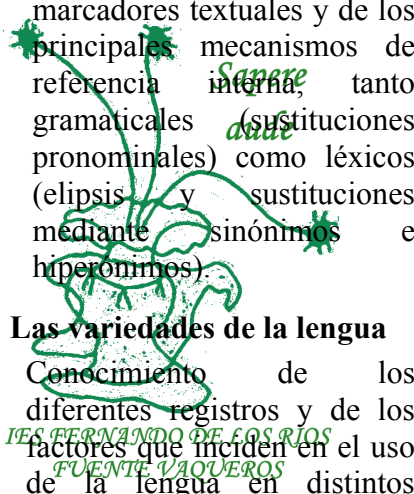 marcadores textuales y de los
principales mecanismos de
Sapere
referencia interna, tanto
aude
gramaticales (sustituciones
pronominales) como léxicos
(elipsis y sustituciones
mediante sinónimos e
hiperónimos).
Las variedades de la lengua
Conocimiento de los
diferentes registros y de los
IES FERNANDO DE LOS RIOS
factores que inciden en el uso
FUENTE VAQUEROS
de la lengua en distintos